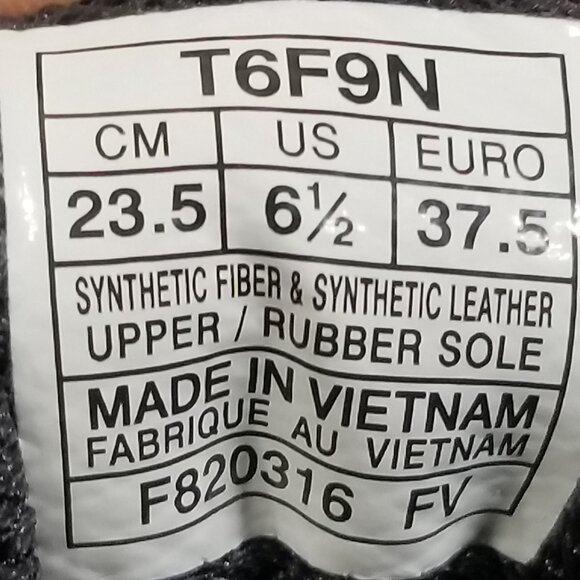 T6F9N
CM US EURO
23.5 6½ 37.5
SYNTHETIC FIBER & SYNTHETIC LEATHER
UPPER / RUBBER SOLE
MADE IN VIETNAM
FABRIQUE AU VIETNAM
F820316 FV